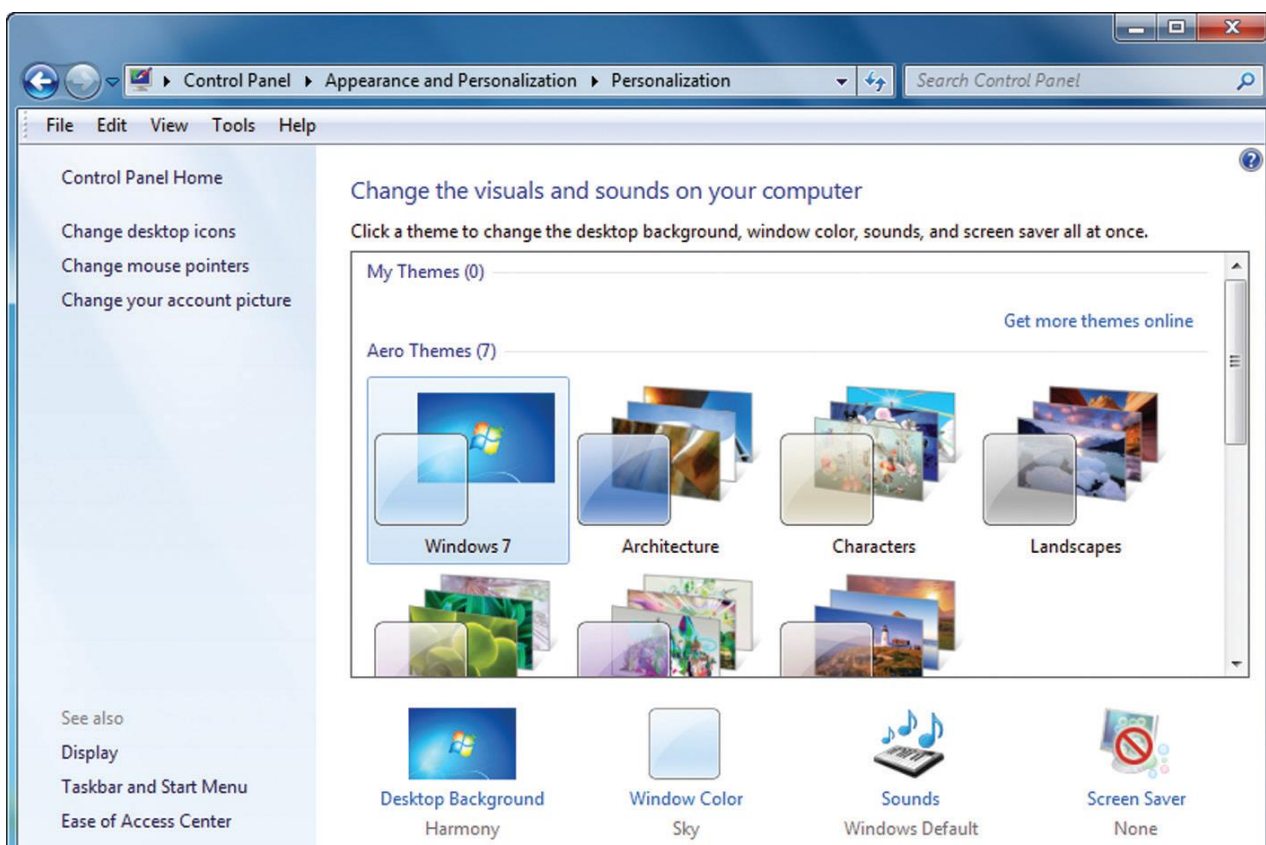 Control Panel ▸ Appearance and Personalization ▸ Personalization
Search Control Panel
File Edit View Tools Help
Control Panel Home
Change desktop icons
Change mouse pointers
Change your account picture
See also
Display
Taskbar and Start Menu
Ease of Access Center
Change the visuals and sounds on your computer
Click a theme to change the desktop background, window color, sounds, and screen saver all at once.
My Themes (0)
Get more themes online
Aero Themes (7)
Windows 7 Architecture Characters Landscapes
Desktop Background Window Color Sounds Screen Saver
Harmony Sky Windows Default None